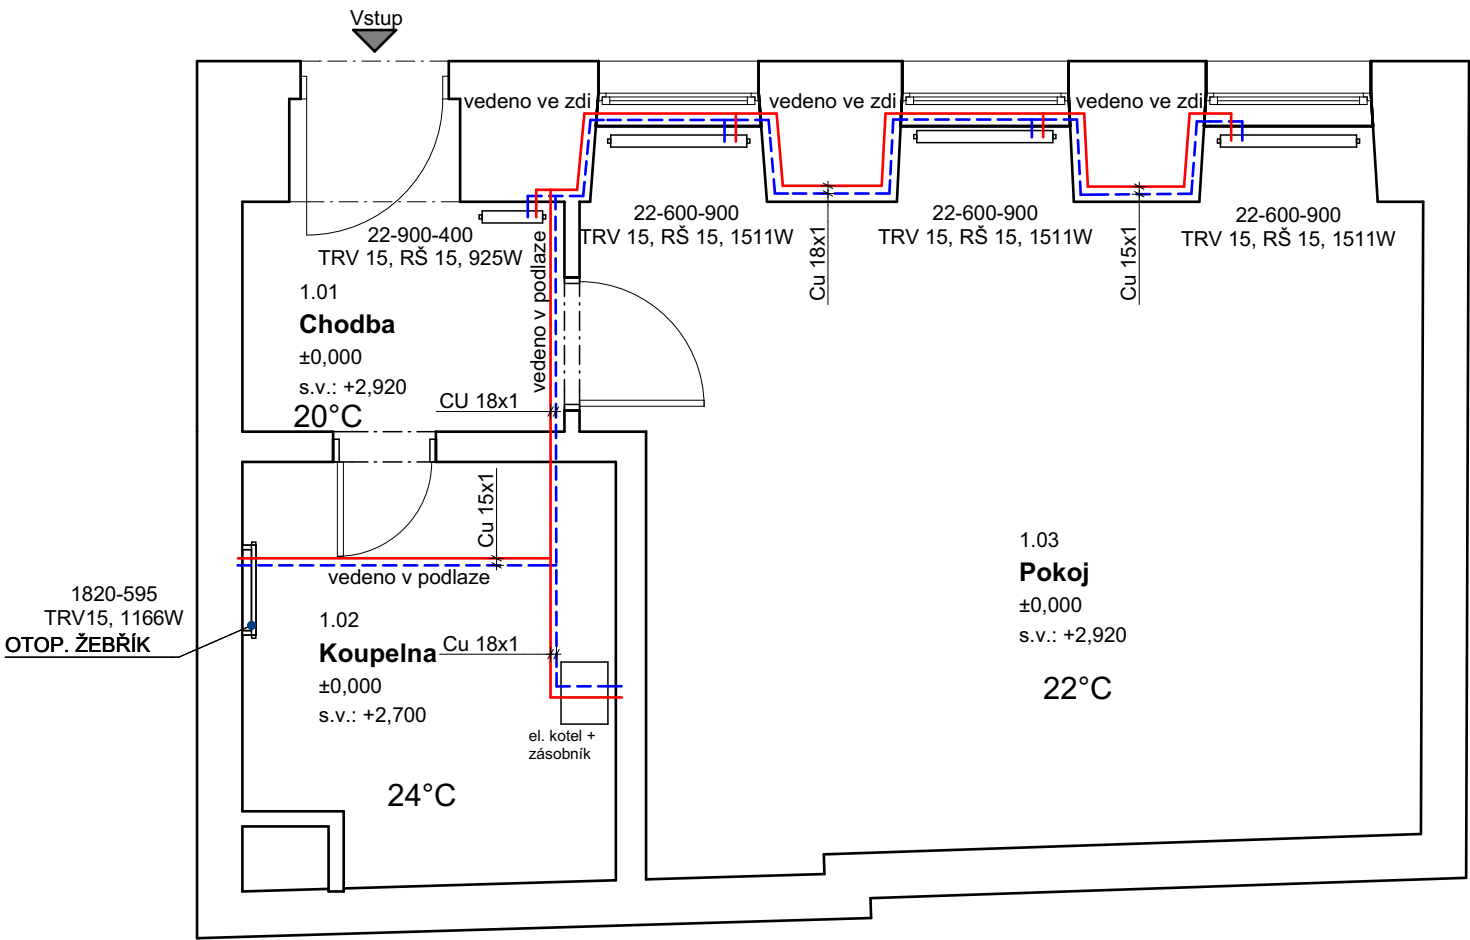 Vstup
vedeno ve zdi
vedeno ve zdi
vedeno ve zdi
22-900-400
TRV 15, RŠ 15, 925W
22-600-900
TRV 15, RŠ 15, 1511W
22-600-900
TRV 15, RŠ 15, 1511W
22-600-900
TRV 15, RŠ 15, 1511W
vedeno v podlaze
Cu 18x1
Cu 15x1
1.01
Chodba
±0,000
s.v.: +2,920
20°C
CU 18x1
Cu 15x1
vedeno v podlaze
1820-595
TRV15, 1166W
OTOP. ŽEBŘÍK
1.02
Koupelna
±0,000
s.v.: +2,700
24°C
Cu 18x1
el. kotel +
zásobník
1.03
Pokoj
±0,000
s.v.: +2,920
22°C